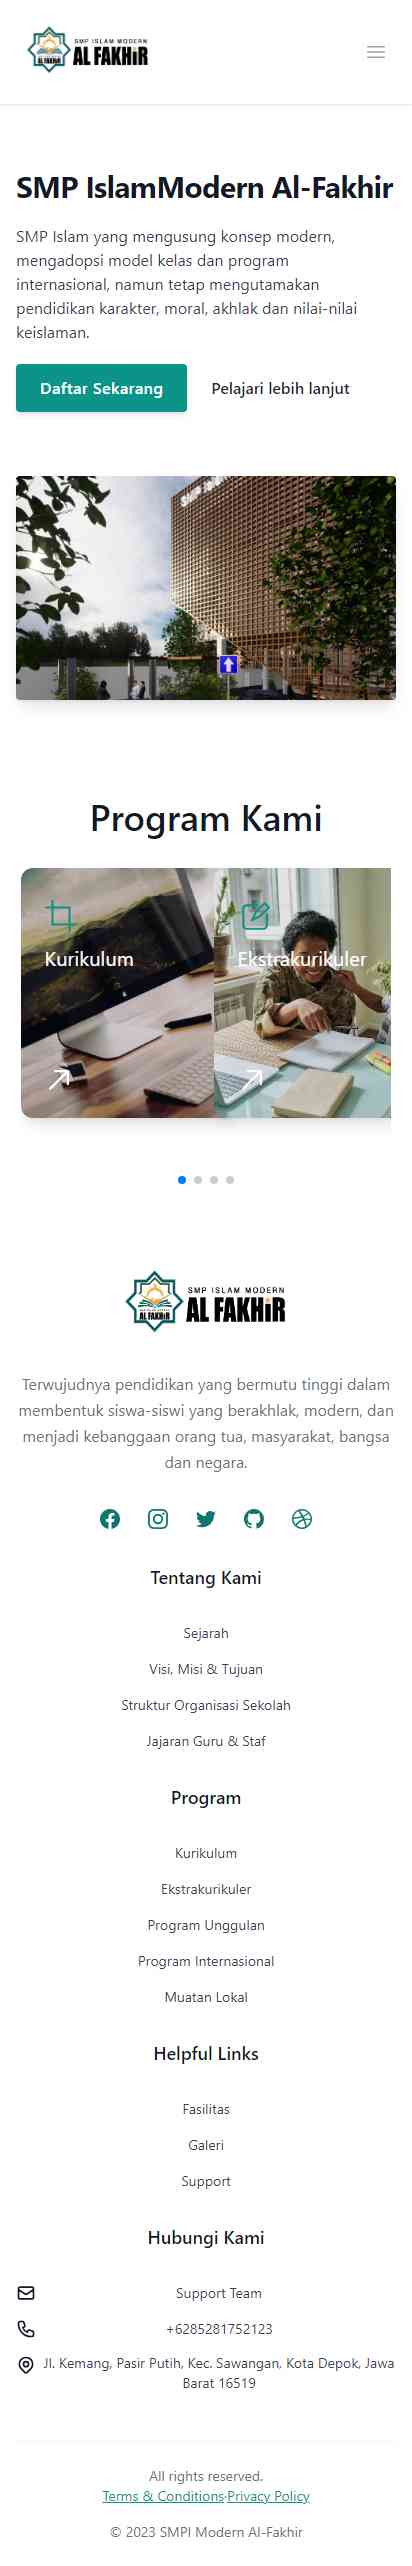 SMP ISLAM MODERN
AL FAKHIR
SMP IslamModern Al-Fakhir
SMP Islam yang mengusung konsep modern,
mengadopsi model kelas dan program
internasional, namun tetap mengutamakan
pendidikan karakter, moral, akhlak dan nilai-nilai
keislaman.
Daftar Sekarang
Pelajari lebih lanjut
Program Kami
Kurikulum
Ekstrakurikuler
SMP ISLAM MODERN
AL FAKHIR
Terwujudnya pendidikan yang bermutu tinggi dalam
membentuk siswa-siswi yang berakhlak, modern, dan
menjadi kebanggaan orang tua, masyarakat, bangsa
dan negara.
Tentang Kami
Sejarah
Visi, Misi & Tujuan
Struktur Organisasi Sekolah
Jajaran Guru & Staf
Program
Kurikulum
Ekstrakurikuler
Program Unggulan
Program Internasional
Muatan Lokal
Helpful Links
Fasilitas
Galeri
Support
Hubungi Kami
Support Team
+6285281752123
Jl. Kemang, Pasir Putih, Kec. Sawangan, Kota Depok, Jawa
Barat 16519
All rights reserved.
Terms & Conditions·Privacy Policy
© 2023 SMPI Modern Al-Fakhir